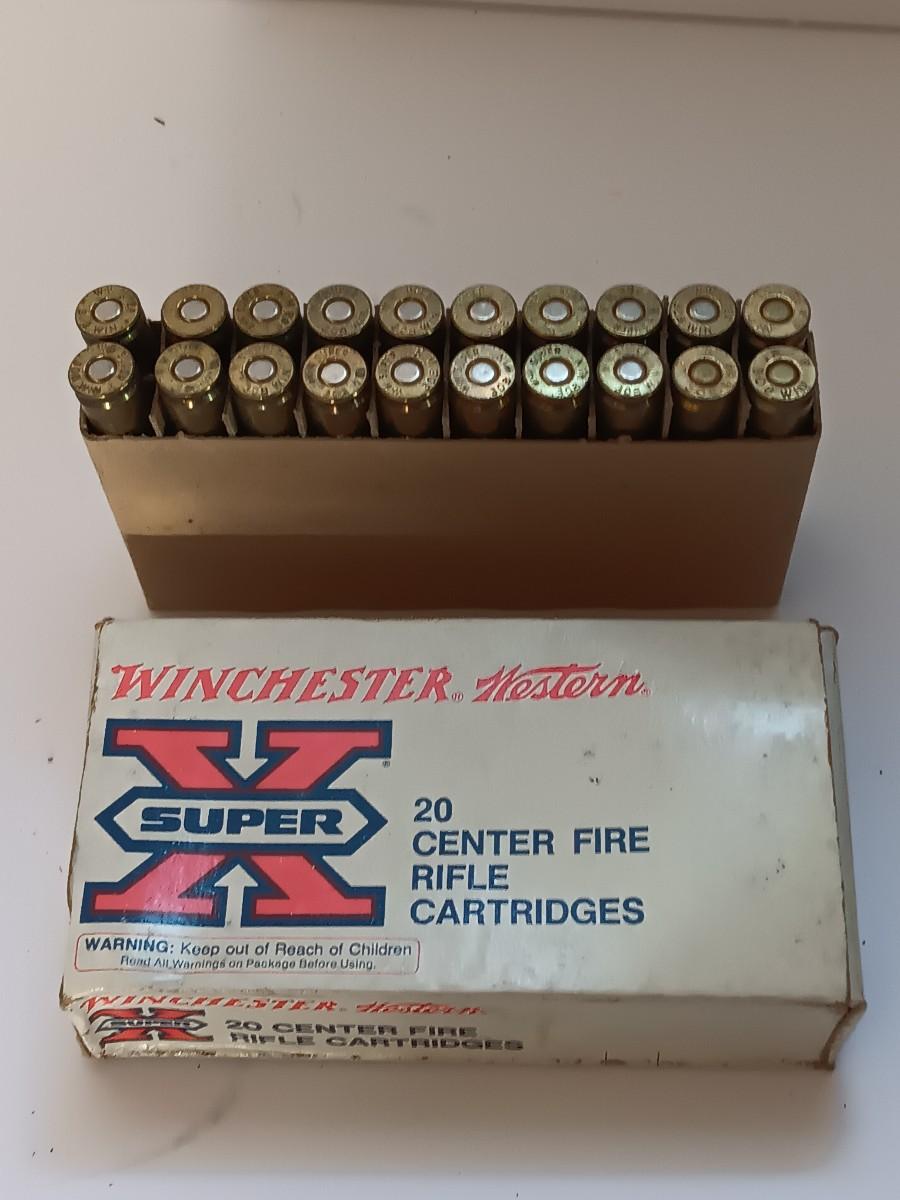 WINCHESTER® Western®
SUPER X®
20
CENTER FIRE
RIFLE
CARTRIDGES
WARNING: Keep out of Reach of Children
Read All Warnings on Package Before Using.
WINCHESTER® Western®
SUPER X
20 CENTER FIRE
RIFLE CARTRIDGES